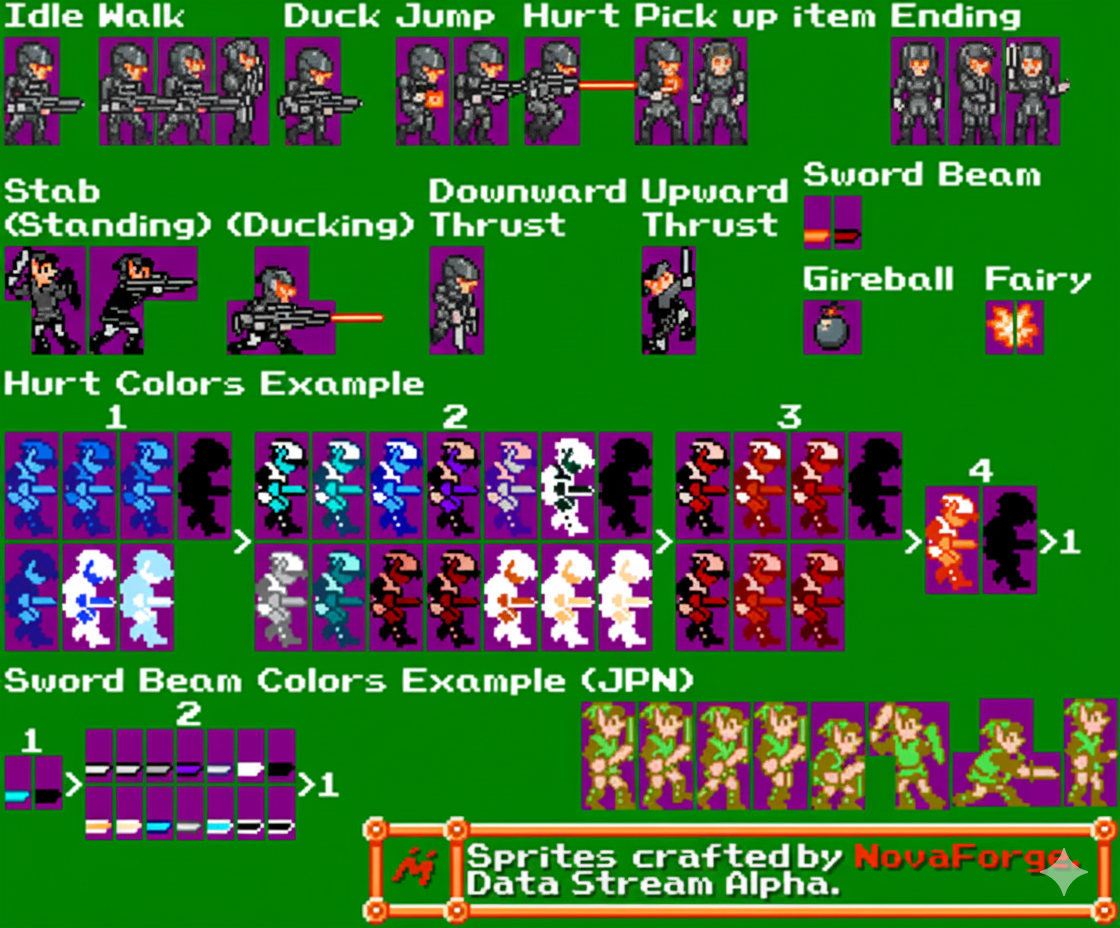 Idle Walk Duck Jump Hurt Pick up item Ending
Stab
(Standing) (Ducking)
Downward
Thrust
Upward
Thrust
Sword Beam
Gireball Fairy
Hurt Colors Example
1 2 3
4
> > > >1
Sword Beam Colors Example (JPN)
1 2
> >1
Sprites crafted by NovaForge.
Data Stream Alpha.